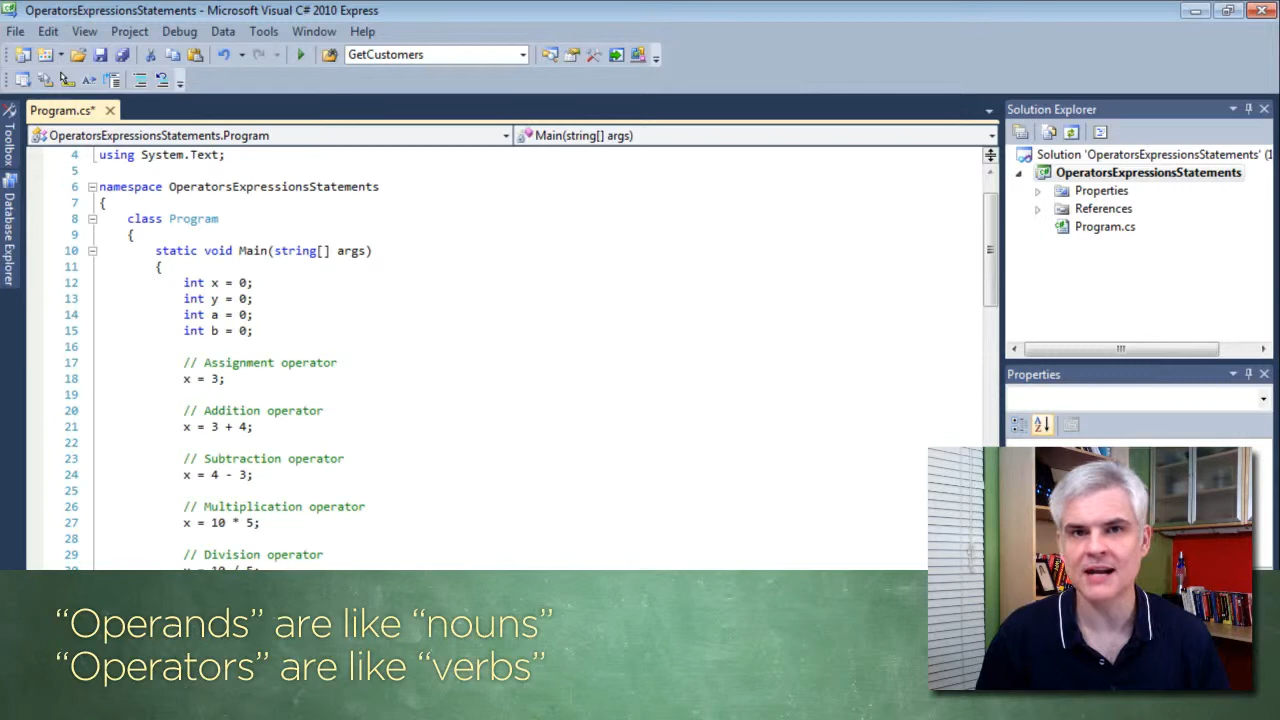 OperatorsExpressionsStatements - Microsoft Visual C# 2010 Express
File Edit View Project Debug Data Tools Window Help
GetCustomers
Program.cs*
OperatorsExpressionsStatements.Program
Main(string[] args)
Toolbox
Database Explorer
4 using System.Text;
5
6 namespace OperatorsExpressionsStatements
7 {
8 class Program
9 {
10 static void Main(string[] args)
11 {
12 int x = 0;
13 int y = 0;
14 int a = 0;
15 int b = 0;
16
17 // Assignment operator
18 x = 3;
19
20 // Addition operator
21 x = 3 + 4;
22
23 // Subtraction operator
24 x = 4 - 3;
25
26 // Multiplication operator
27 x = 10 * 5;
28
29 // Division operator
Solution Explorer
Solution 'OperatorsExpressionsStatements' (1
OperatorsExpressionsStatements
Properties
References
Program.cs
Properties
“Operands” are like “nouns”
“Operators” are like “verbs”